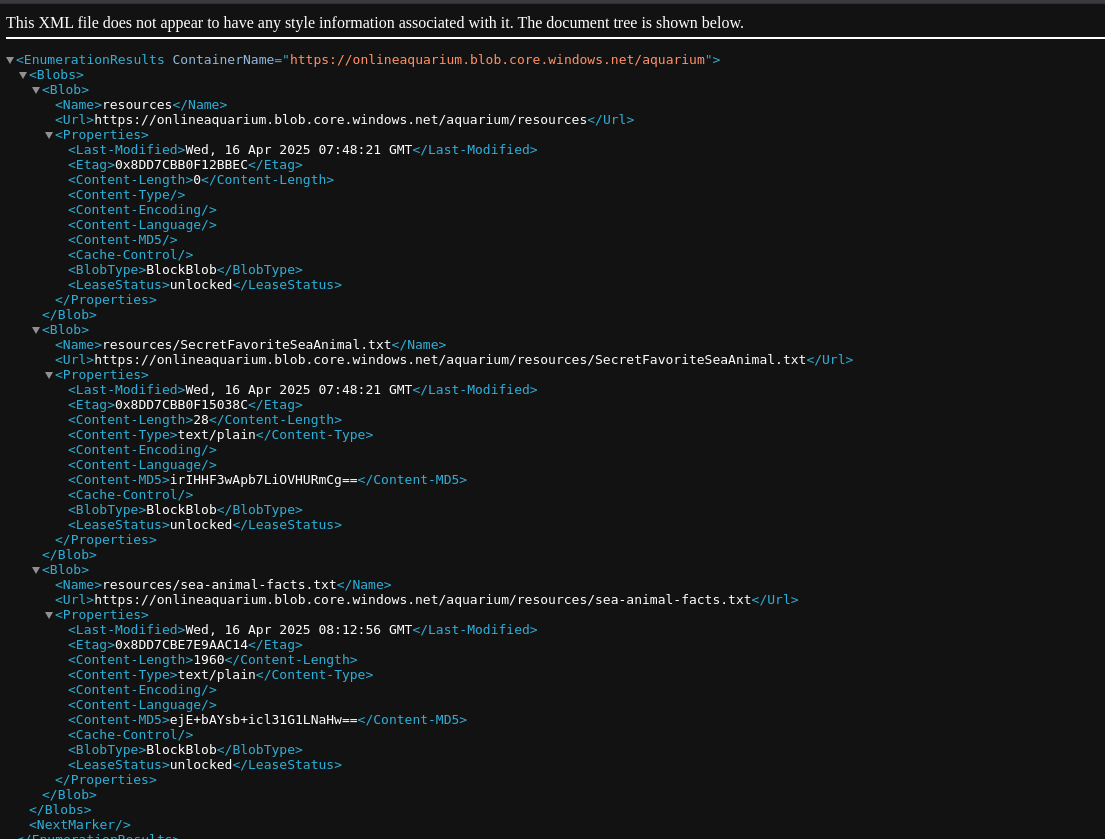 This XML file does not appear to have any style information associated with it. The document tree is shown below.
▼<EnumerationResults ContainerName="https://onlineaquarium.blob.core.windows.net/aquarium">
▼<Blobs>
▼<Blob>
<Name>resources</Name>
<Url>https://onlineaquarium.blob.core.windows.net/aquarium/resources</Url>
▼<Properties>
<Last-Modified>Wed, 16 Apr 2025 07:48:21 GMT</Last-Modified>
<Etag>0x8DD7CBB0F12BBEC</Etag>
<Content-Length>0</Content-Length>
<Content-Type/>
<Content-Encoding/>
<Content-Language/>
<Content-MD5/>
<Cache-Control/>
<BlobType>BlockBlob</BlobType>
<LeaseStatus>unlocked</LeaseStatus>
</Properties>
</Blob>
▼<Blob>
<Name>resources/SecretFavoriteSeaAnimal.txt</Name>
<Url>https://onlineaquarium.blob.core.windows.net/aquarium/resources/SecretFavoriteSeaAnimal.txt</Url>
▼<Properties>
<Last-Modified>Wed, 16 Apr 2025 07:48:21 GMT</Last-Modified>
<Etag>0x8DD7CBB0F15038C</Etag>
<Content-Length>28</Content-Length>
<Content-Type>text/plain</Content-Type>
<Content-Encoding/>
<Content-Language/>
<Content-MD5>irIHHF3wApb7LiOVHURmCg==</Content-MD5>
<Cache-Control/>
<BlobType>BlockBlob</BlobType>
<LeaseStatus>unlocked</LeaseStatus>
</Properties>
</Blob>
▼<Blob>
<Name>resources/sea-animal-facts.txt</Name>
<Url>https://onlineaquarium.blob.core.windows.net/aquarium/resources/sea-animal-facts.txt</Url>
▼<Properties>
<Last-Modified>Wed, 16 Apr 2025 08:12:56 GMT</Last-Modified>
<Etag>0x8DD7CBE7E9AAC14</Etag>
<Content-Length>1960</Content-Length>
<Content-Type>text/plain</Content-Type>
<Content-Encoding/>
<Content-Language/>
<Content-MD5>ejE+bAYsb+icl31G1LNaHw==</Content-MD5>
<Cache-Control/>
<BlobType>BlockBlob</BlobType>
<LeaseStatus>unlocked</LeaseStatus>
</Properties>
</Blob>
</Blobs>
<NextMarker/>
</EnumerationResults>